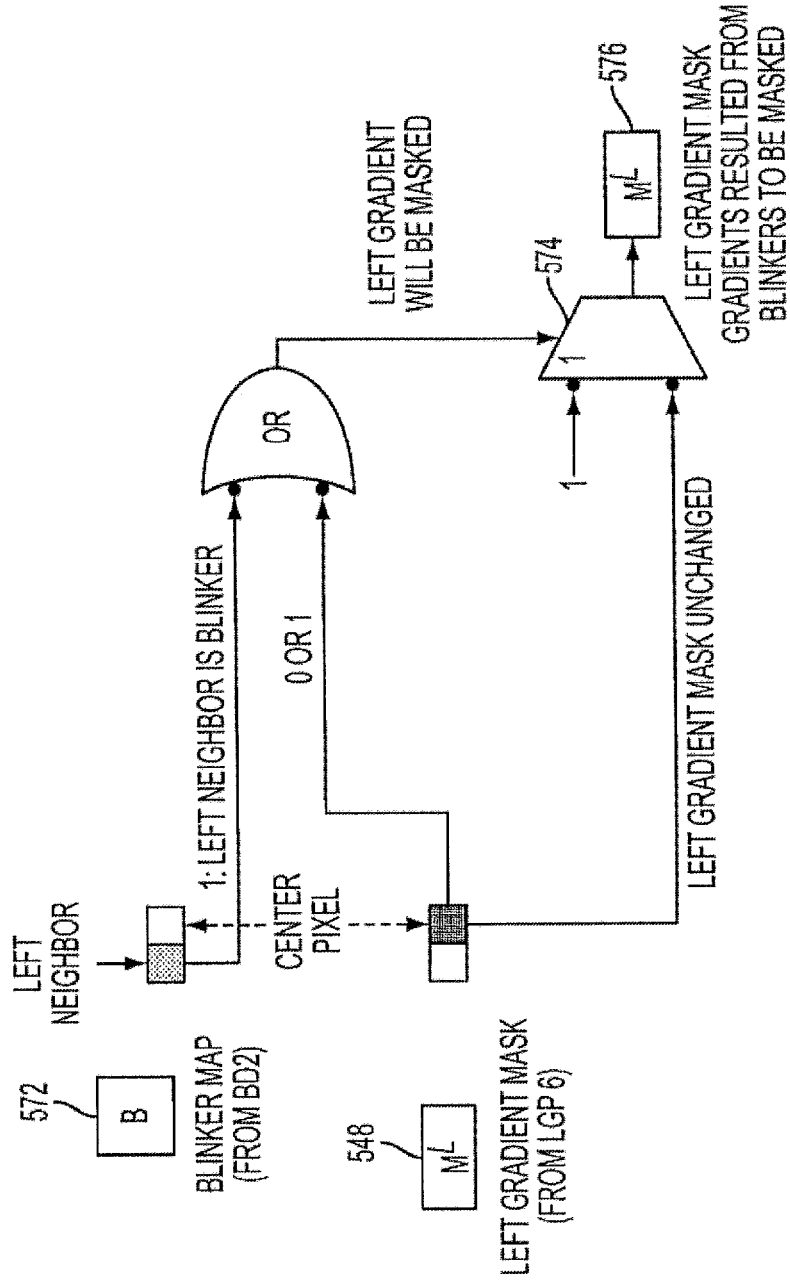 572
B
BLINKER MAP
(FROM BD2)
LEFT
NEIGHBOR
1: LEFT NEIGHBOR IS BLINKER
OR
LEFT GRADIENT
WILL BE MASKED
CENTER
PIXEL
0 OR 1
548
M^L
LEFT GRADIENT MASK
(FROM LGP 6)
LEFT GRADIENT MASK UNCHANGED
1
1
574
M^L
576
LEFT GRADIENT MASK
GRADIENTS RESULTED FROM
BLINKERS TO BE MASKED